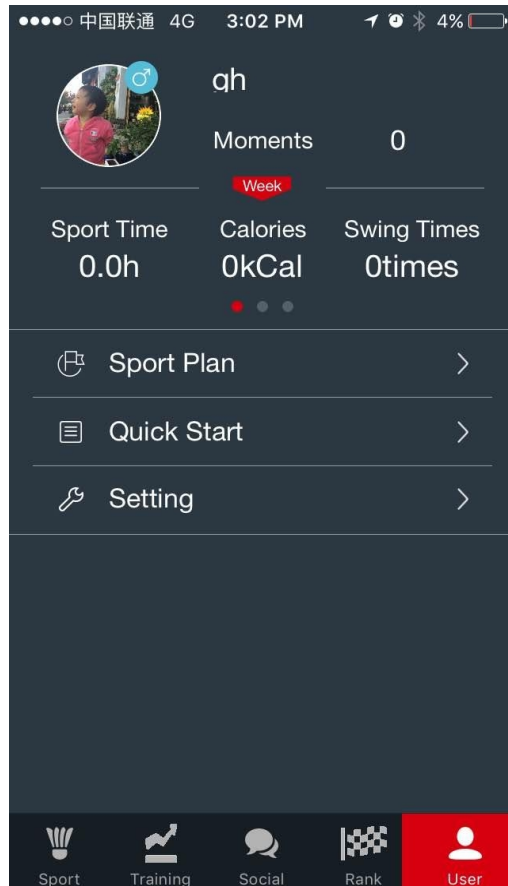 中国联通 4G 3:02 PM 4%
gh
Moments 0
Week
Sport Time Calories Swing Times
0.0h 0kCal 0times
Sport Plan
Quick Start
Setting
Sport Training Social Rank User